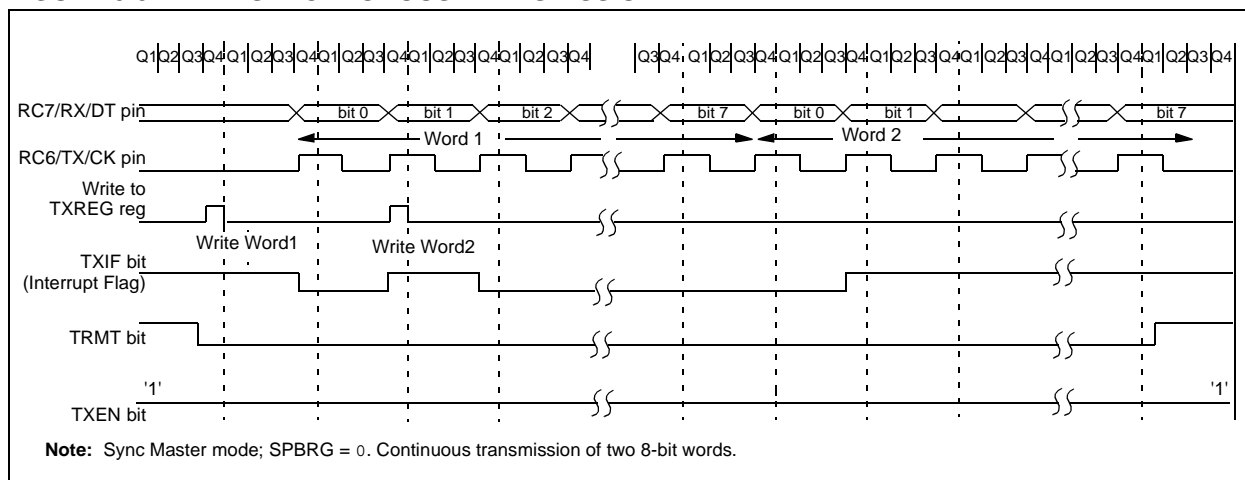 Q1 Q2 Q3 Q4 Q1 Q2 Q3 Q4 Q1 Q2 Q3 Q4 Q1 Q2 Q3 Q4 Q1 Q2 Q3 Q4 Q3 Q4 Q1 Q2 Q3 Q4 Q1 Q2 Q3 Q4 Q1 Q2 Q3 Q4 Q1 Q2 Q3 Q4 Q1 Q2 Q3 Q4 Q1 Q2 Q3 Q4
RC7/RX/DT pin bit 0 bit 1 bit 2 bit 7 bit 0 bit 1 bit 7
Word 1 Word 2
RC6/TX/CK pin
Write to
TXREG reg
Write Word1 Write Word2
TXIF bit
(Interrupt Flag)
TRMT bit
'1' '1'
TXEN bit
Note: Sync Master mode; SPBRG = 0. Continuous transmission of two 8-bit words.